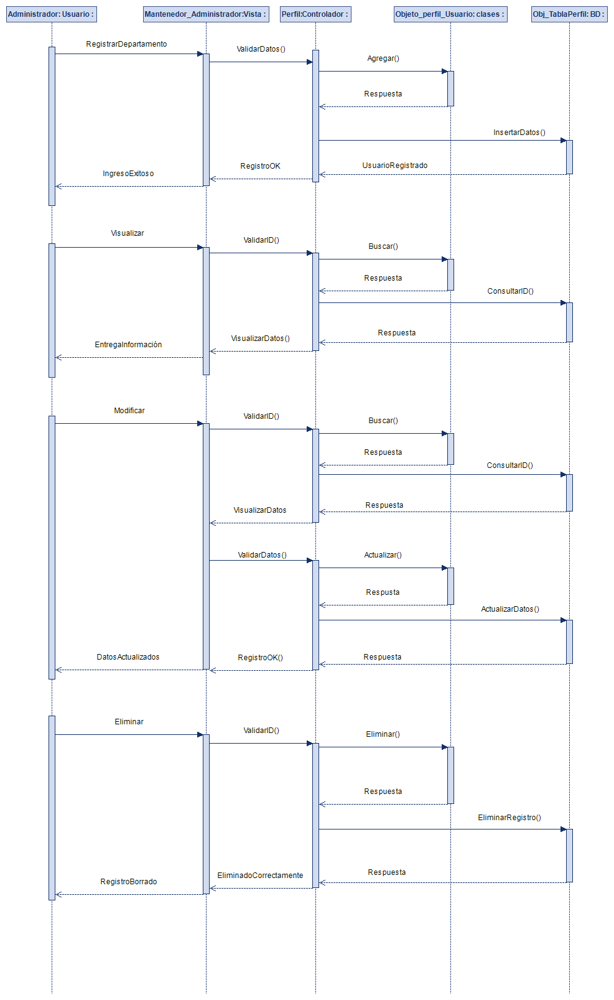 Administrador: Usuario :
Mantenedor_Administrador:Vista :
Perfil:Controlador :
Objeto_perfil_Usuario: clases :
Obj_TablaPerfil: BD :
RegistrarDepartamento
ValidarDatos()
Agregar()
Respuesta
InsertarDatos()
UsuarioRegistrado
RegistroOK
IngresoExitoso
Visualizar
ValidarID()
Buscar()
Respuesta
ConsultarID()
Respuesta
VisualizarDatos()
EntregaInformación
Modificar
ValidarID()
Buscar()
Respuesta
ConsultarID()
Respuesta
VisualizarDatos
ValidarDatos()
Actualizar()
Respusta
ActualizarDatos()
Respuesta
RegistroOK()
DatosActualizados
Eliminar
ValidarID()
Eliminar()
Respuesta
EliminarRegistro()
Respuesta
EliminadoCorrectamente
RegistroBorrado